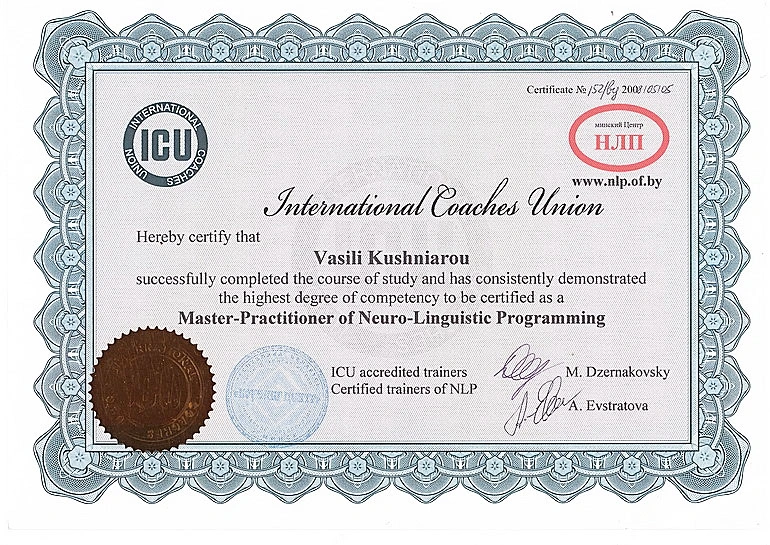 Certificate № 152/by 2008/05/05
INTERNATIONAL COACHES UNION
ICU
минский Центр
НЛП
www.nlp.of.by
International Coaches Union
Hereby certify that
Vasili Kushniarou
successfully completed the course of study and has consistently demonstrated
the highest degree of competency to be certified as a
Master-Practitioner of Neuro-Linguistic Programming
ICU accredited trainers
M. Dzernakovsky
Certified trainers of NLP
A. Evstratova